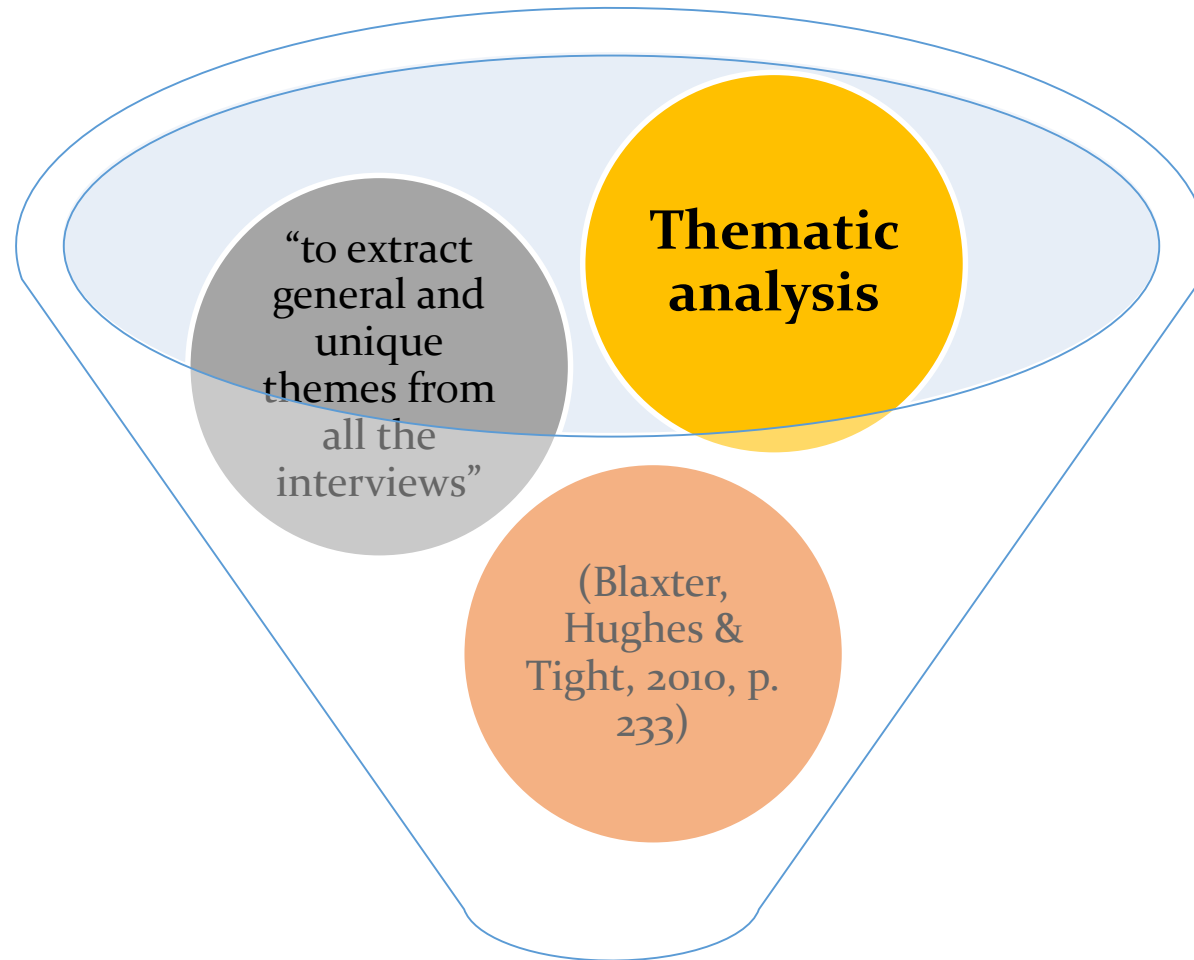 Thematic
analysis
“to extract
general and
unique
themes from
all the
interviews”
(Blaxter,
Hughes &
Tight, 2010, p.
233)